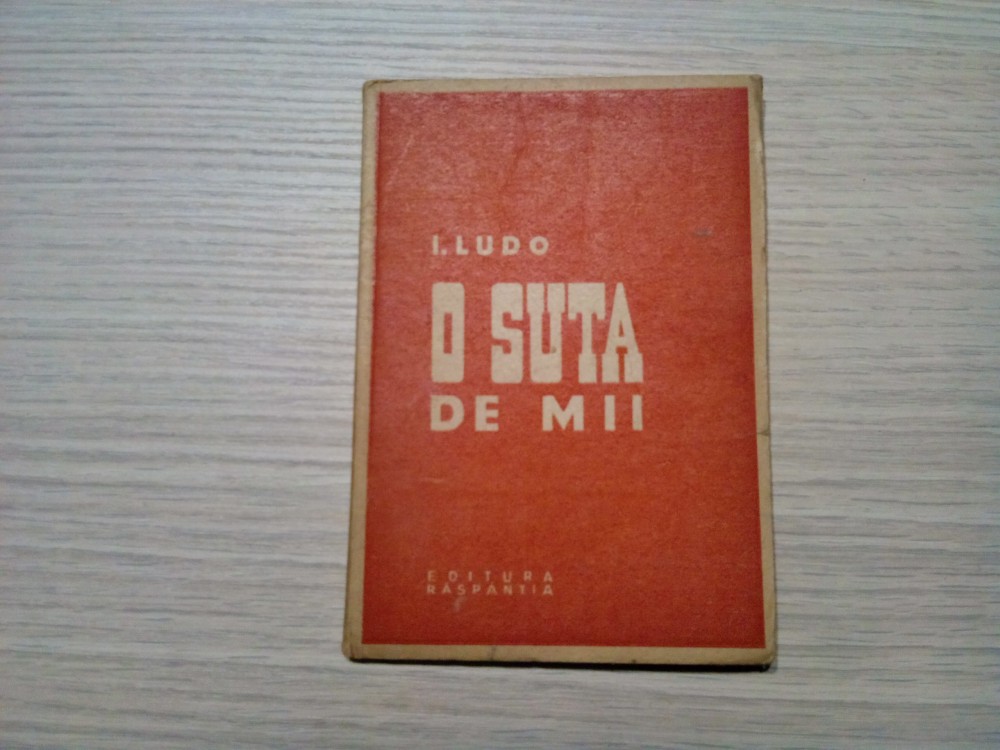 I. LUDO
O SUTA
DE MII
EDITURA
RASPANTIA